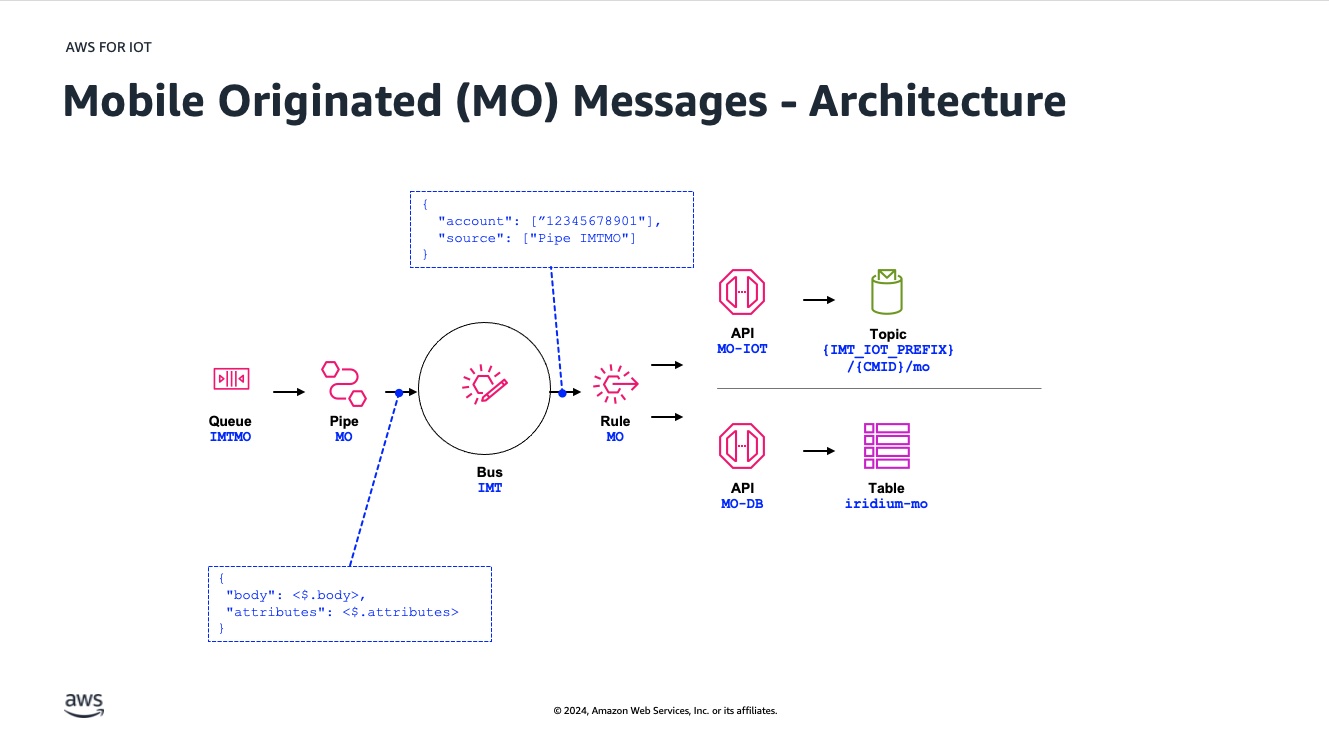 AWS FOR IOT
Mobile Originated (MO) Messages - Architecture
{
"account": [”12345678901"],
"source": ["Pipe IMTMO"]
}
API
MO-IOT
Topic
{IMT_IOT_PREFIX}
/{CMID}/mo
Queue
IMTMO
Pipe
MO
Bus
IMT
Rule
MO
API
MO-DB
Table
iridium-mo
{
"body": <$.body>,
"attributes": <$.attributes>
}
aws
© 2024, Amazon Web Services, Inc. or its affiliates.